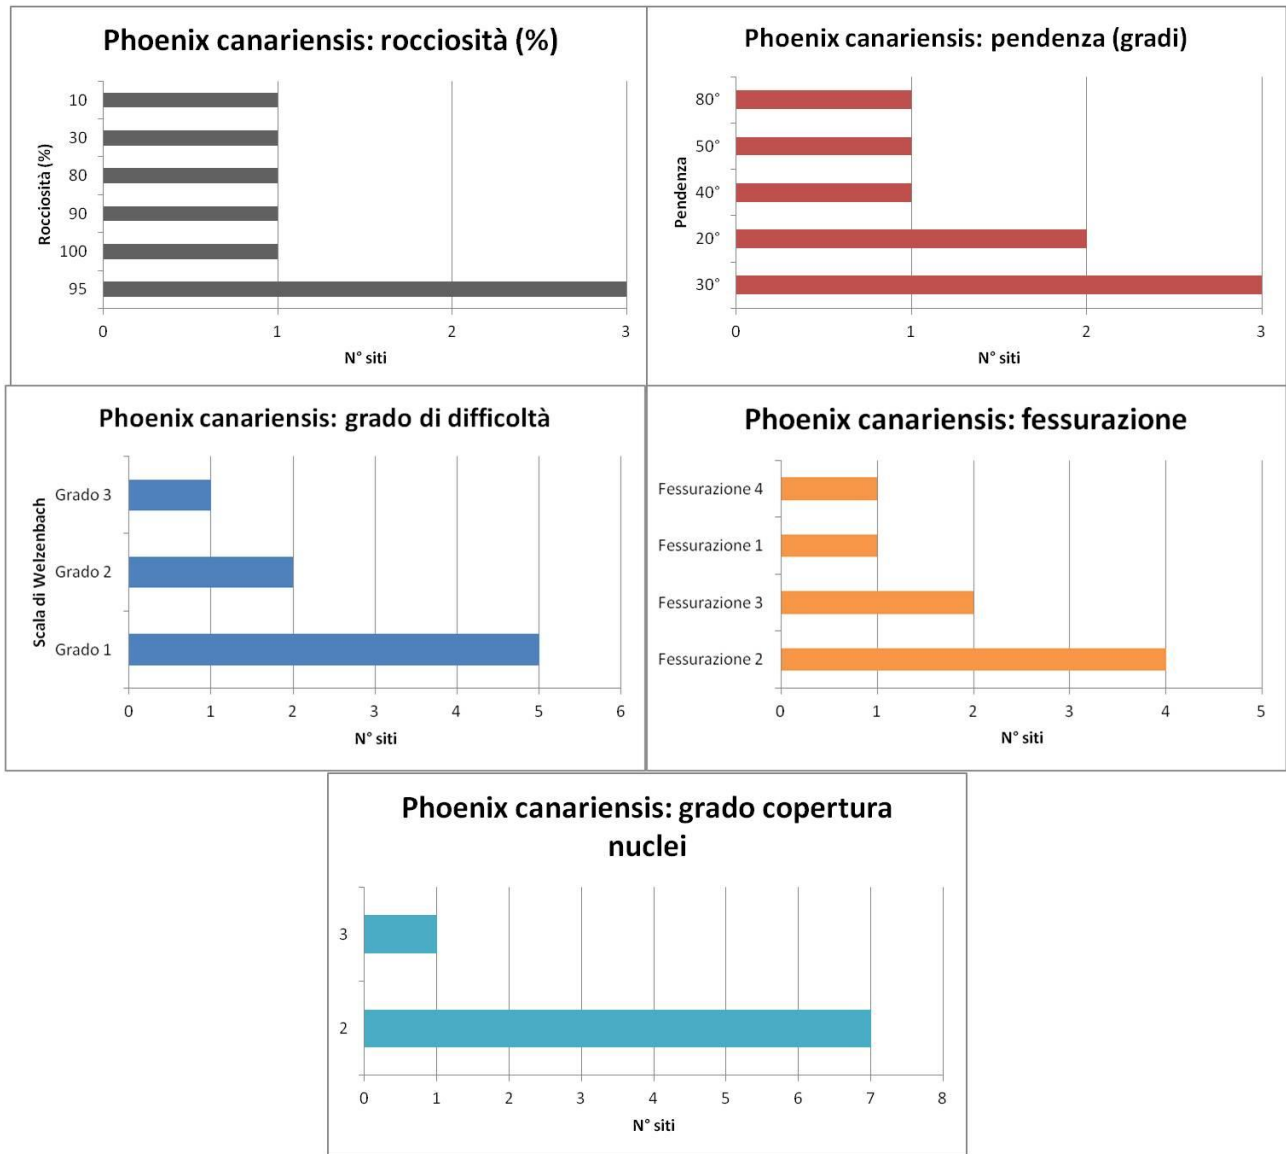 Phoenix canariensis: rocciosità (%)
Rocciosità (%)
10
30
80
90
100
95
0 1 2 3
N° siti
Phoenix canariensis: pendenza (gradi)
Pendenza
80°
50°
40°
20°
30°
0 1 2 3
N° siti
Phoenix canariensis: grado di difficoltà
Scala di Welzenbach
Grado 3
Grado 2
Grado 1
0 1 2 3 4 5 6
N° siti
Phoenix canariensis: fessurazione
Fessurazione 4
Fessurazione 1
Fessurazione 3
Fessurazione 2
0 1 2 3 4 5
N° siti
Phoenix canariensis: grado copertura
nuclei
3
2
0 1 2 3 4 5 6 7 8
N° siti